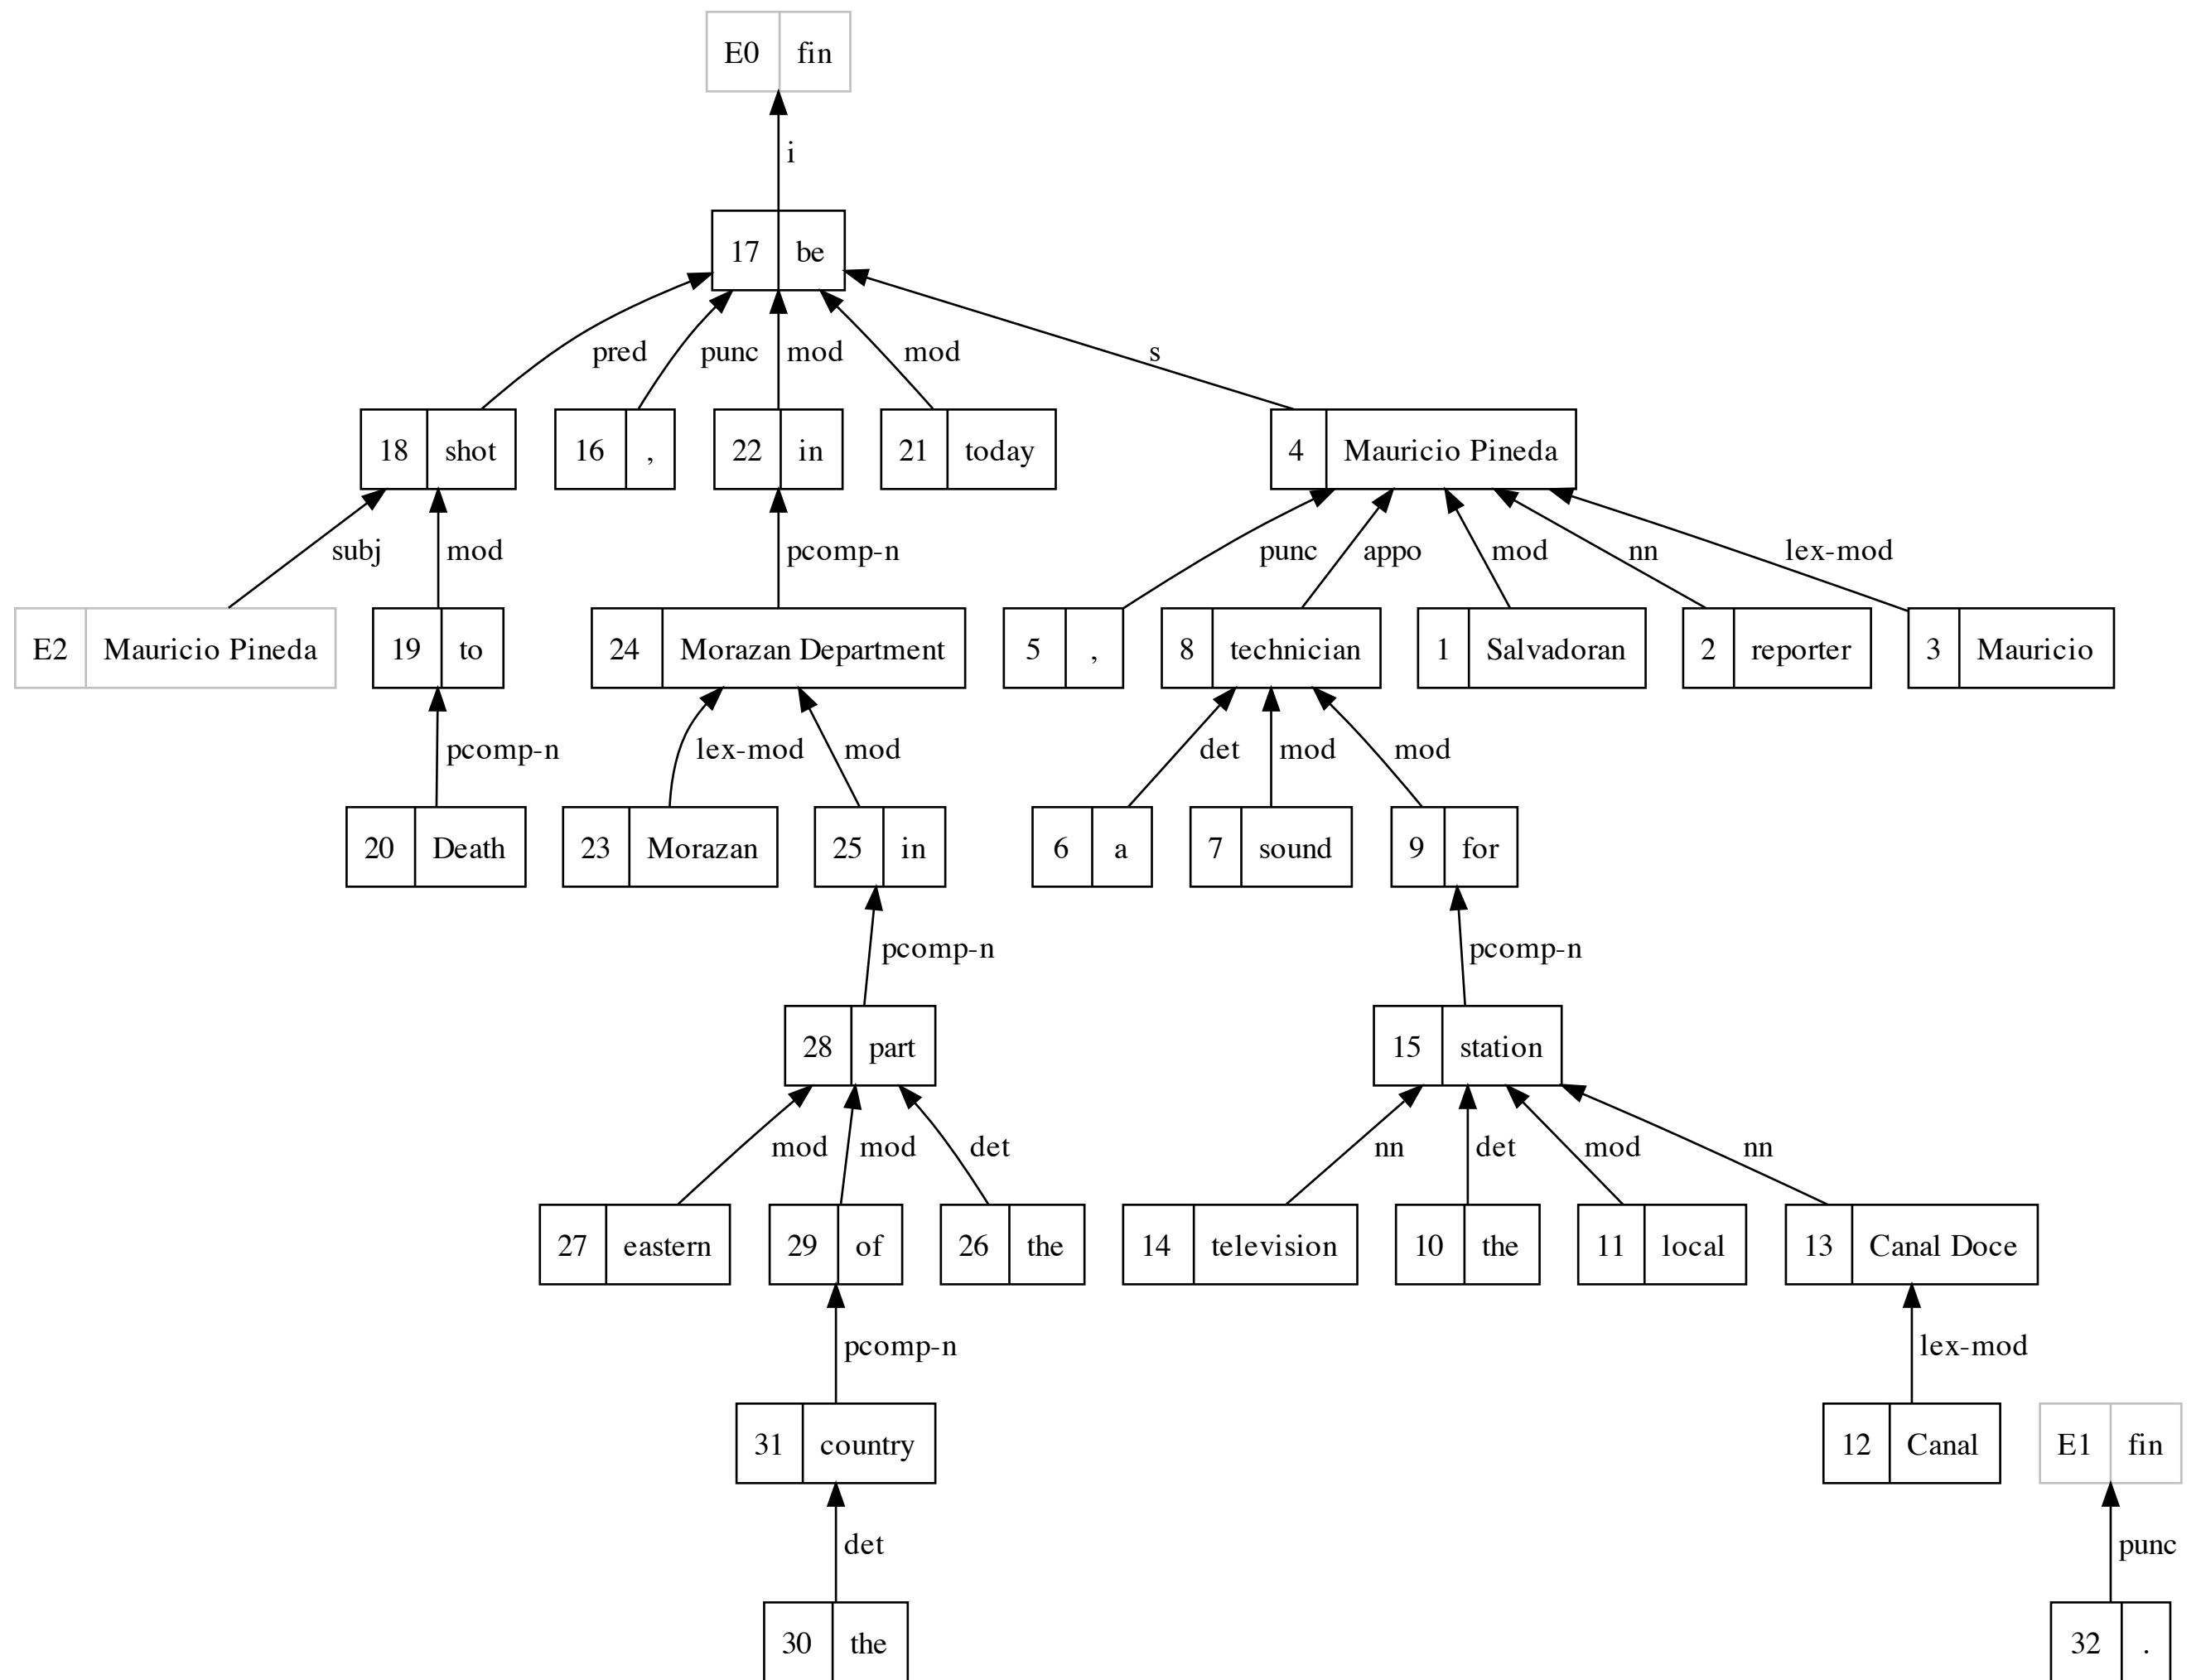 E0 fin
i
17 be
pred punc mod mod s
18 shot 16 , 22 in 21 today 4 Mauricio Pineda
subj mod pcomp-n punc appo mod nn lex-mod
E2 Mauricio Pineda 19 to 24 Morazan Department 5 , 8 technician 1 Salvadoran 2 reporter 3 Mauricio
pcomp-n lex-mod mod det mod mod
20 Death 23 Morazan 25 in 6 a 7 sound 9 for
pcomp-n pcomp-n
28 part 15 station
mod mod det nn det mod nn
27 eastern 29 of 26 the 14 television 10 the 11 local 13 Canal Doce
pcomp-n lex-mod
31 country 12 Canal E1 fin
det punc
30 the 32 .